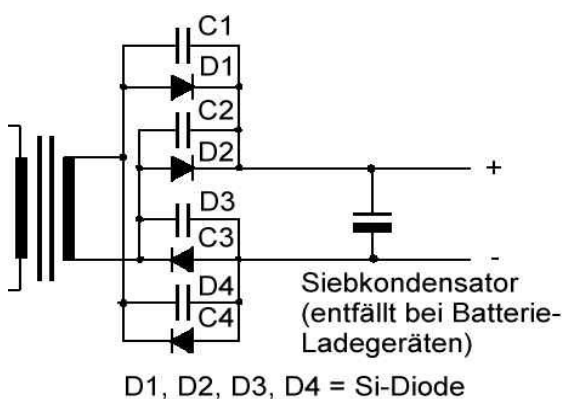 C1
D1
C2
D2
+
D3
C3
-
D4
C4
Siebkondensator
(entfällt bei Batterie-
Ladegeräten)
D1, D2, D3, D4 = Si-Diode